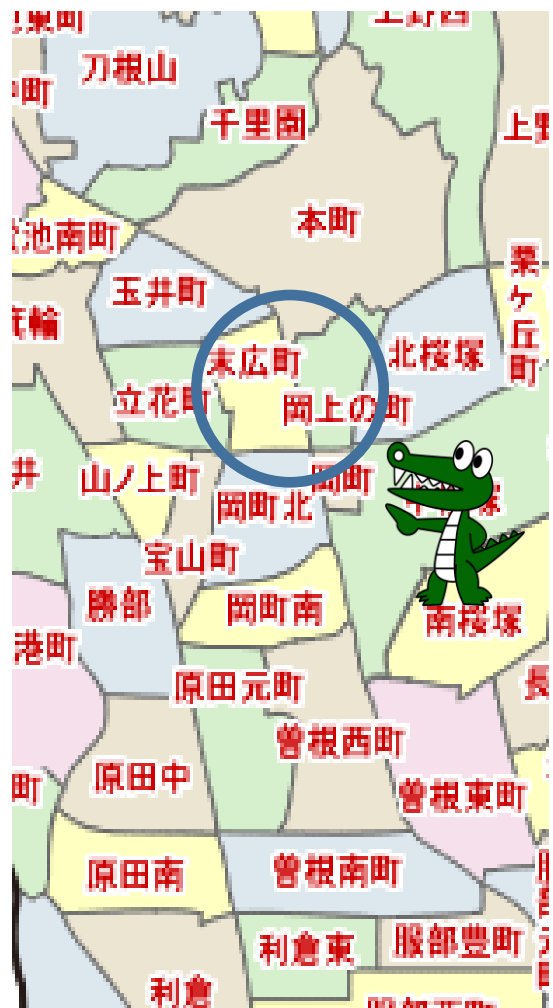 刀根山
千里園
本町
池南町
玉井町
末広町
立花町
岡上の町
北桜塚
栗ヶ丘町
山ノ上町
岡町
岡町北
宝山町
勝部
岡町南
南桜塚
港町
原田元町
曽根西町
原田中
曽根東町
原田南
曽根南町
利倉東
服部豊町
利倉